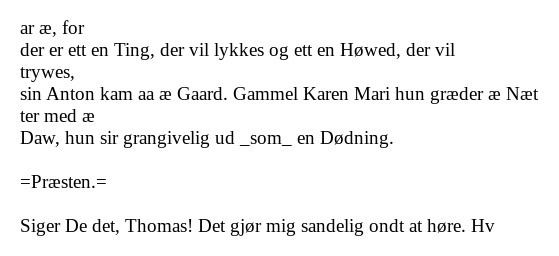 ar æ, for
der er ett en Ting, der vil lykkes og ett en Høwed, der vil
trywes,
sin Anton kam aa æ Gaard. Gammel Karen Mari hun græder æ Næt
ter med æ
Daw, hun sir grangivelig ud _som_ en Dødning.

=Præsten.=

Siger De det, Thomas! Det gjør mig sandelig ondt at høre. Hv